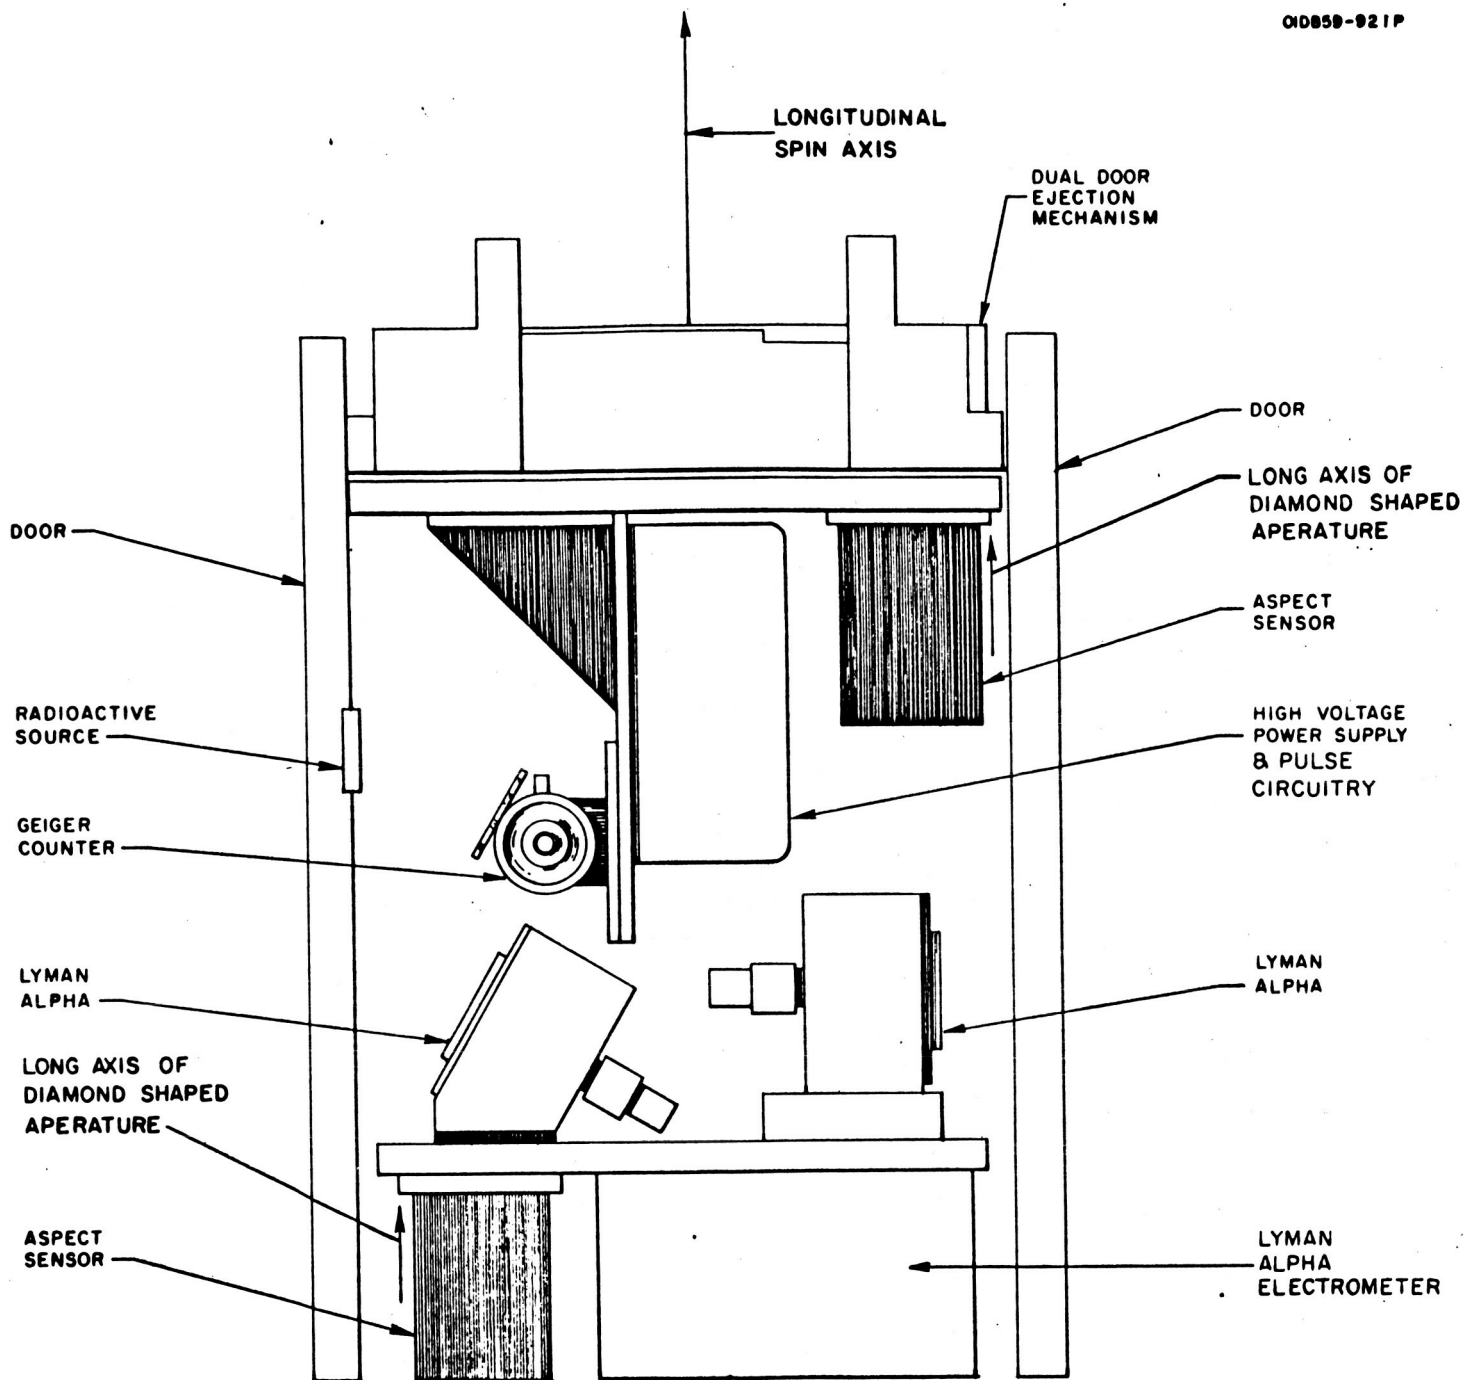 LONGITUDINAL
SPIN AXIS
DUAL DOOR
EJECTION
MECHANISM
DOOR
LONG AXIS OF
DIAMOND SHAPED
APERATURE
DOOR
ASPECT
SENSOR
RADIOACTIVE
SOURCE
HIGH VOLTAGE
POWER SUPPLY
& PULSE
CIRCUITRY
GEIGER
COUNTER
LYMAN
ALPHA
LYMAN
ALPHA
LONG AXIS OF
DIAMOND SHAPED
APERATURE
ASPECT
SENSOR
LYMAN
ALPHA
ELECTROMETER